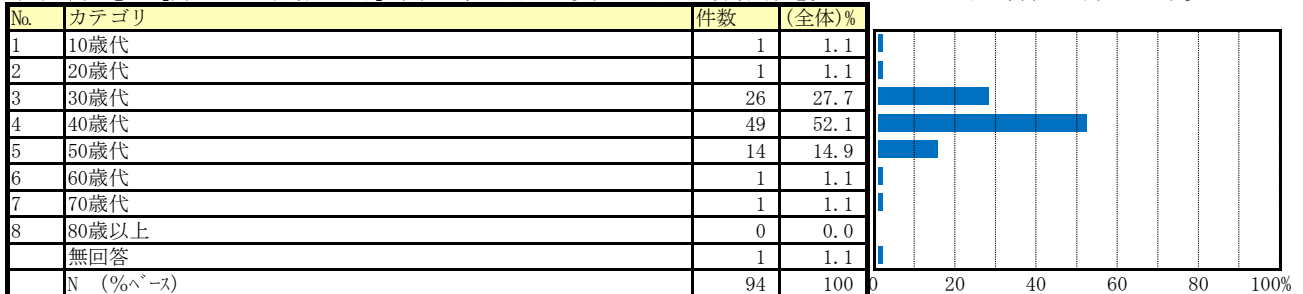 № カテゴリ 件数 (全体)%
1 10歳代 1 1.1
2 20歳代 1 1.1
3 30歳代 26 27.7
4 40歳代 49 52.1
5 50歳代 14 14.9
6 60歳代 1 1.1
7 70歳代 1 1.1
8 80歳以上 0 0.0
無回答 1 1.1
N (%ﾍﾞｰｽ) 94 100 0 20 40 60 80 100%